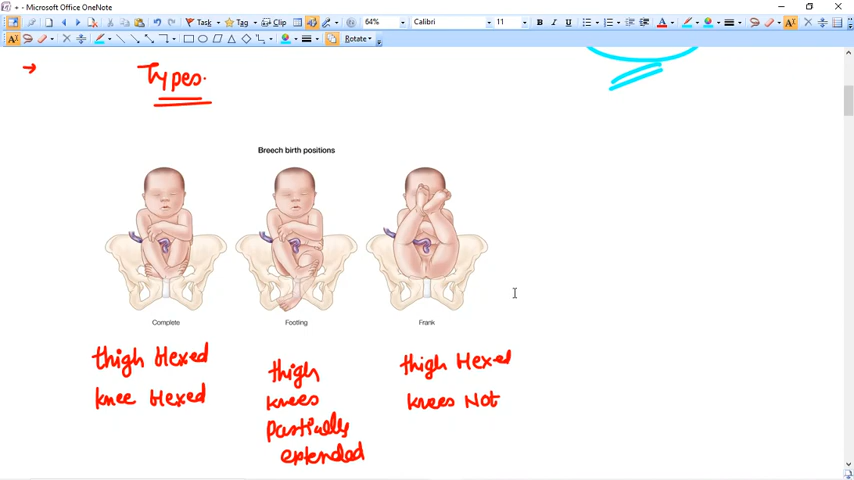 - Microsoft Office OneNote
Task
Tag
Clip
64%
Calibri
11
B I U
Rotate
Types.
Breech birth positions
Complete
Footling
Frank
thigh flexed
knee flexed
thigh
knees
partially
extended
thigh flexed
knees Not